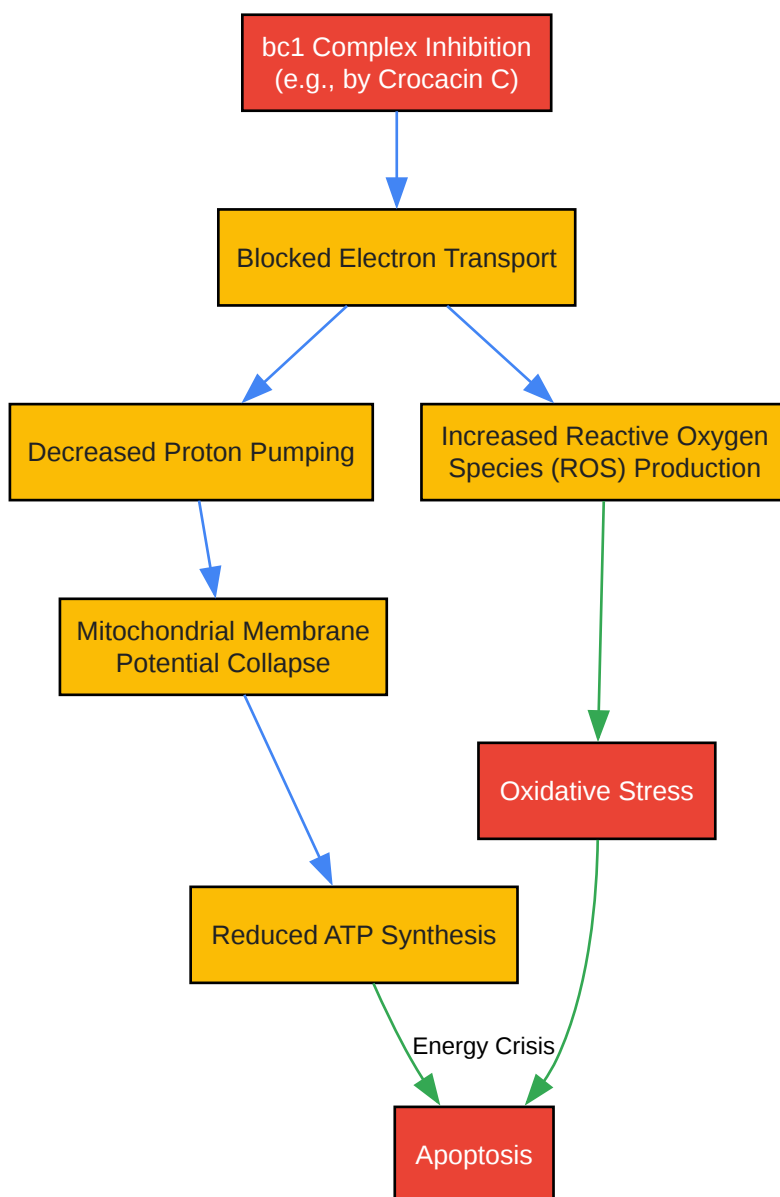 bc1 Complex Inhibition
(e.g., by Crocacin C)
Blocked Electron Transport
Decreased Proton Pumping
Increased Reactive Oxygen
Species (ROS) Production
Mitochondrial Membrane
Potential Collapse
Oxidative Stress
Reduced ATP Synthesis
Energy Crisis
Apoptosis